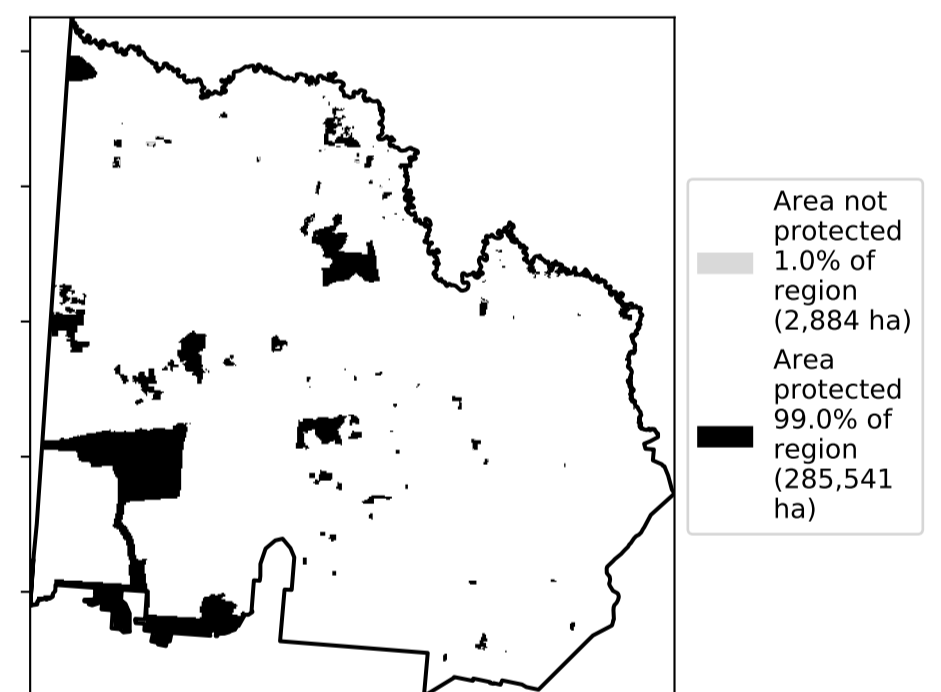 Area not
protected
1.0% of
region
(2,884 ha)
Area
protected
99.0% of
region
(285,541
ha)